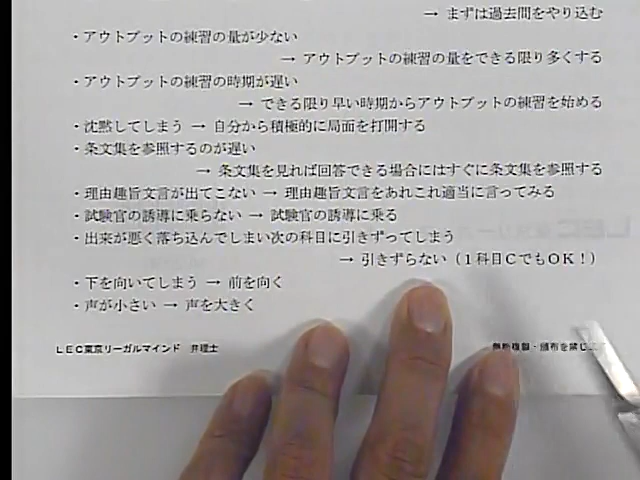 → まずは過去問をやり込む
・アウトプットの練習の量が少ない
→ アウトプットの練習の量をできる限り多くする
・アウトプットの練習の時期が遅い
→ できる限り早い時期からアウトプットの練習を始める
・沈黙してしまう → 自分から積極的に局面を打開する
・条文集を参照するのが遅い
→ 条文集を見れば回答できる場合にはすぐに条文集を参照する
・理由趣旨文言が出てこない → 理由趣旨文言をあれこれ適当に言ってみる
・試験官の誘導に乗らない → 試験官の誘導に乗る
・出来が悪く落ち込んでしまい次の科目に引きずってしまう
→ 引きずらない（１科目ＣでもＯＫ！）
・下を向いてしまう → 前を向く
・声が小さい → 声を大きく
ＬＥＣ東京リーガルマインド 弁理士
無断複製・頒布を禁じ